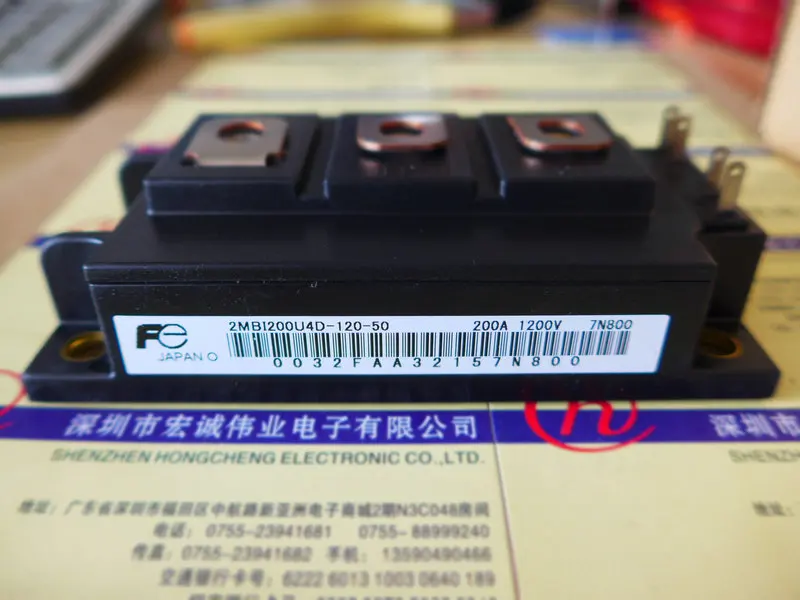 2MBI200U4D-120-50 200A 1200V 7N800
Fe
JAPAN O
0032FAA32157N800
深圳市宏诚伟业电子有限公司 深圳市
SHENZHEN HONGCHENG ELECTRONIC CO.,LTD. SHENZHEN
地址：广东省深圳市福田区中航路新亚洲电子商城2期N3C048房间
电话：0755-23941681 0755-88999240
传真：0755-23941682 手机：13590490466
交通银行卡号：6222 6013 1003 0640 189